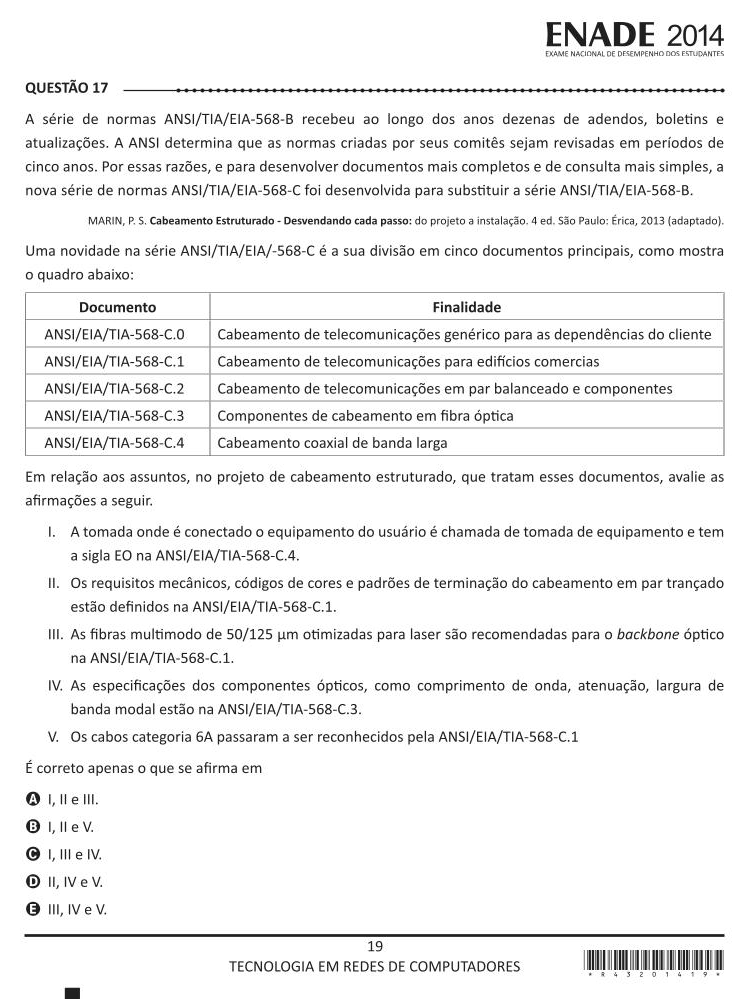 ENADE 2014
EXAME NACIONAL DE DESEMPENHO DOS ESTUDANTES
QUESTÃO 17
A série de normas ANSI/TIA/EIA-568-B recebeu ao longo dos anos dezenas de adendos, boletins e
atualizações. A ANSI determina que as normas criadas por seus comitês sejam revisadas em períodos de
cinco anos. Por essas razões, e para desenvolver documentos mais completos e de consulta mais simples, a
nova série de normas ANSI/TIA/EIA-568-C foi desenvolvida para substituir a série ANSI/TIA/EIA-568-B.
MARIN, P. S. Cabeamento Estruturado - Desvendando cada passo: do projeto a instalação. 4 ed. São Paulo: Érica, 2013 (adaptado).
Uma novidade na série ANSI/TIA/EIA/-568-C é a sua divisão em cinco documentos principais, como mostra
o quadro abaixo:
Documento Finalidade
ANSI/EIA/TIA-568-C.0 Cabeamento de telecomunicações genérico para as dependências do cliente
ANSI/EIA/TIA-568-C.1 Cabeamento de telecomunicações para edifícios comercias
ANSI/EIA/TIA-568-C.2 Cabeamento de telecomunicações em par balanceado e componentes
ANSI/EIA/TIA-568-C.3 Componentes de cabeamento em fibra óptica
ANSI/EIA/TIA-568-C.4 Cabeamento coaxial de banda larga
Em relação aos assuntos, no projeto de cabeamento estruturado, que tratam esses documentos, avalie as
afirmações a seguir.
I. A tomada onde é conectado o equipamento do usuário é chamada de tomada de equipamento e tem
a sigla EO na ANSI/EIA/TIA-568-C.4.
II. Os requisitos mecânicos, códigos de cores e padrões de terminação do cabeamento em par trançado
estão definidos na ANSI/EIA/TIA-568-C.1.
III. As fibras multimodo de 50/125 µm otimizadas para laser são recomendadas para o backbone óptico
na ANSI/EIA/TIA-568-C.1.
IV. As especificações dos componentes ópticos, como comprimento de onda, atenuação, largura de
banda modal estão na ANSI/EIA/TIA-568-C.3.
V. Os cabos categoria 6A passaram a ser reconhecidos pela ANSI/EIA/TIA-568-C.1
É correto apenas o que se afirma em
A I, II e III.
B I, II e V.
C I, III e IV.
D II, IV e V.
E III, IV e V.
19
TECNOLOGIA EM REDES DE COMPUTADORES
*R43201419*